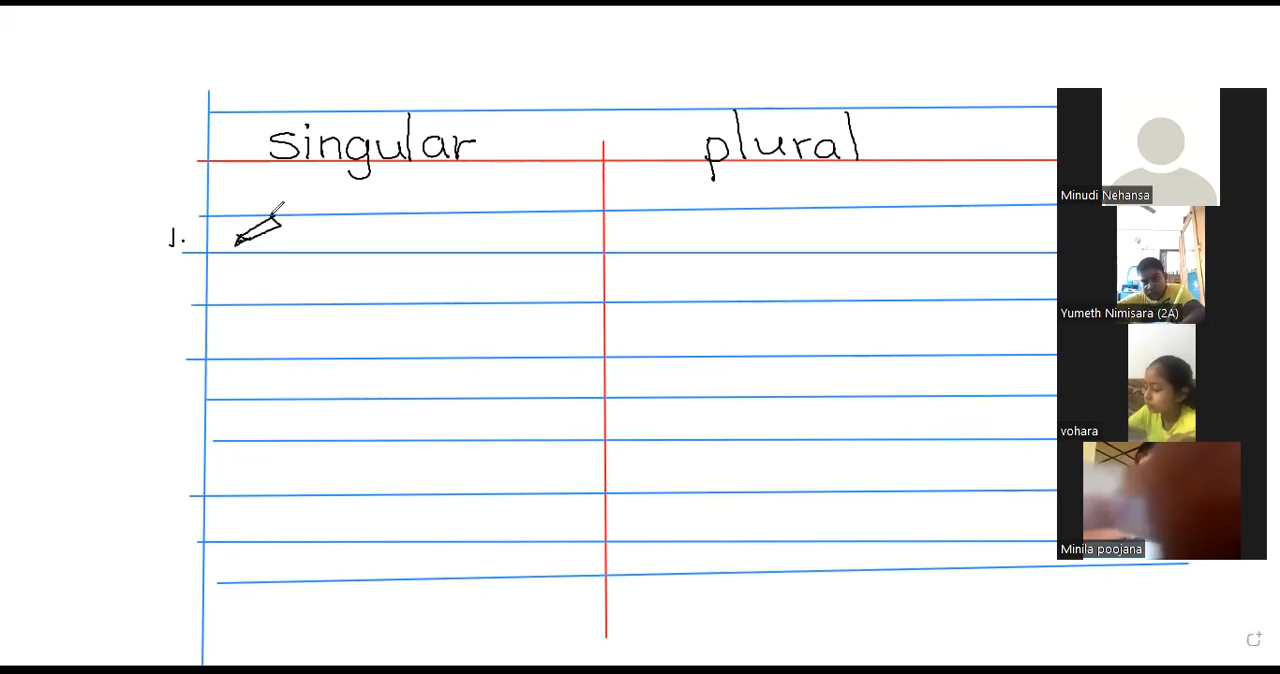 singular plural
1.
Minudi Nehansa
Yumeth Nimisara (2A)
vohara
Minila poojana